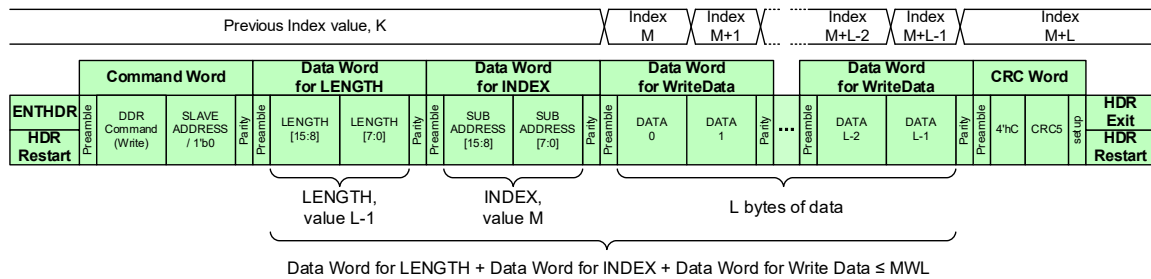 Previous Index value, K
Index
M
Index
M+1
Index
M+L-2
Index
M+L-1
Index
M+L
Command Word
Data Word
for LENGTH
Data Word
for INDEX
Data Word
for WriteData
Data Word
for WriteData
CRC Word
ENTHDR
HDR
Restart
Preamble
DDR
Command
(Write)
SLAVE
ADDRESS
/ 1'b0
Parity
Preamble
LENGTH
[15:8]
LENGTH
[7:0]
Parity
Preamble
SUB
ADDRESS
[15:8]
SUB
ADDRESS
[7:0]
Parity
Preamble
DATA
0
DATA
1
Parity
...
Preamble
DATA
L-2
DATA
L-1
Parity
Preamble
4'hC
CRC5
setup
HDR
Exit
HDR
Restart
LENGTH,
value L-1
INDEX,
value M
L bytes of data
Data Word for LENGTH + Data Word for INDEX + Data Word for Write Data ≤ MWL